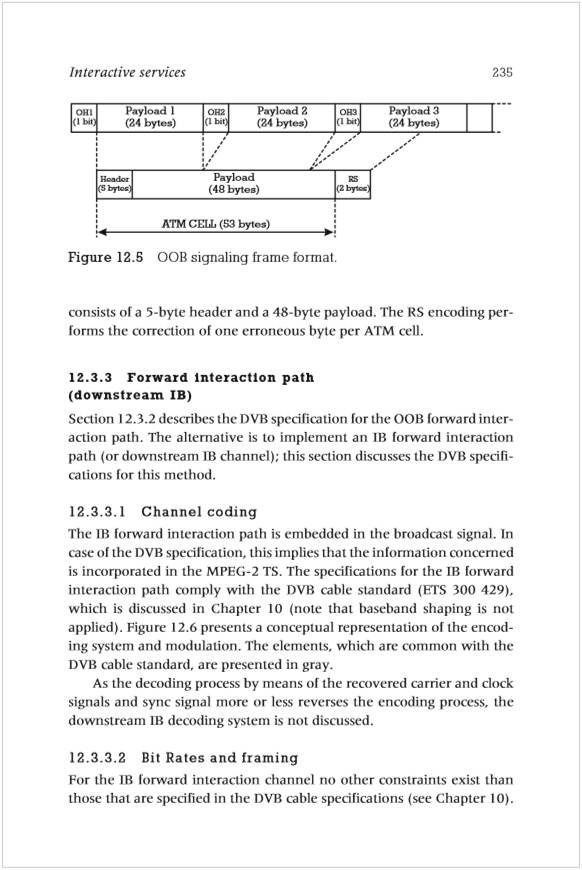 Interactive services 235
OH1 Payload 1 OH2 Payload 2 OH3 Payload 3
(1 bit) (24 bytes) (1 bit) (24 bytes) (1 bit) (24 bytes)
Header Payload RS
(5 bytes) (48 bytes) (2 bytes)
ATM CELL (53 bytes)
Figure 12.5 OOB signaling frame format.
consists of a 5-byte header and a 48-byte payload. The RS encoding per-
forms the correction of one erroneous byte per ATM cell.
12.3.3 Forward interaction path
(downstream IB)
Section 12.3.2 describes the DVB specification for the OOB forward inter-
action path. The alternative is to implement an IB forward interaction
path (or downstream IB channel); this section discusses the DVB specifi-
cations for this method.
12.3.3.1 Channel coding
The IB forward interaction path is embedded in the broadcast signal. In
case of the DVB specification, this implies that the information concerned
is incorporated in the MPEG-2 TS. The specifications for the IB forward
interaction path comply with the DVB cable standard (ETS 300 429),
which is discussed in Chapter 10 (note that baseband shaping is not
applied). Figure 12.6 presents a conceptual representation of the encod-
ing system and modulation. The elements, which are common with the
DVB cable standard, are presented in gray.
As the decoding process by means of the recovered carrier and clock
signals and sync signal more or less reverses the encoding process, the
downstream IB decoding system is not discussed.
12.3.3.2 Bit Rates and framing
For the IB forward interaction channel no other constraints exist than
those that are specified in the DVB cable specifications (see Chapter 10).